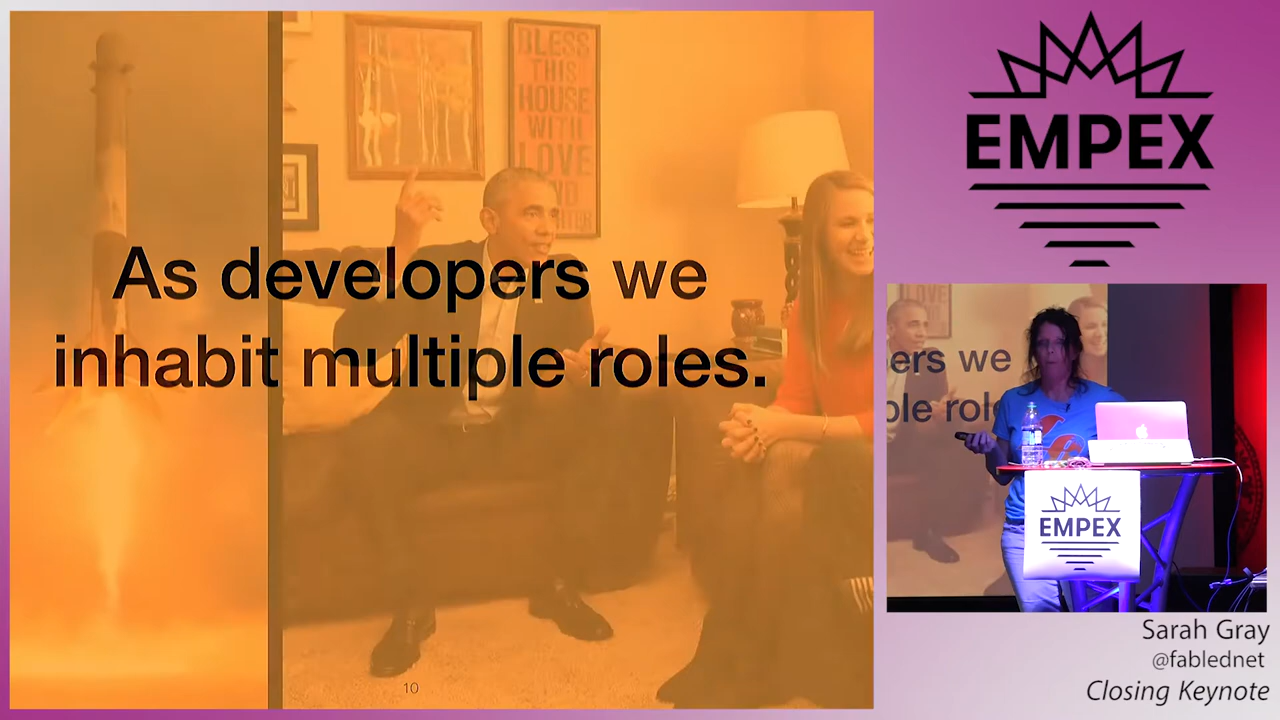 BLESS
THIS
HOUSE
WITH
LOVE
As developers we
inhabit multiple roles.
10
EMPEX
LOVE
ers we
ple
EMPEX
Sarah Gray
@fablednet
Closing Keynote